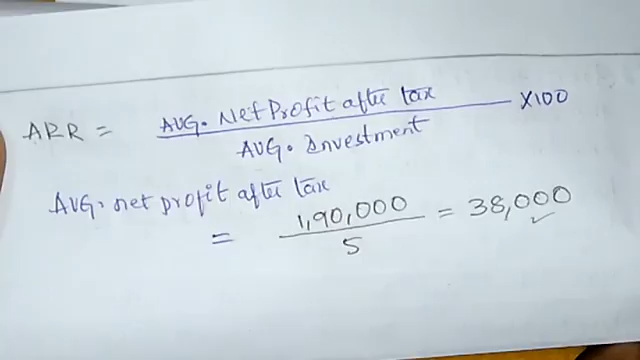 ARR = AVG. Net Profit after tax X100
AVG. Investment
AVG. net profit after tax
= 1,90,000 = 38,000 ✓
5